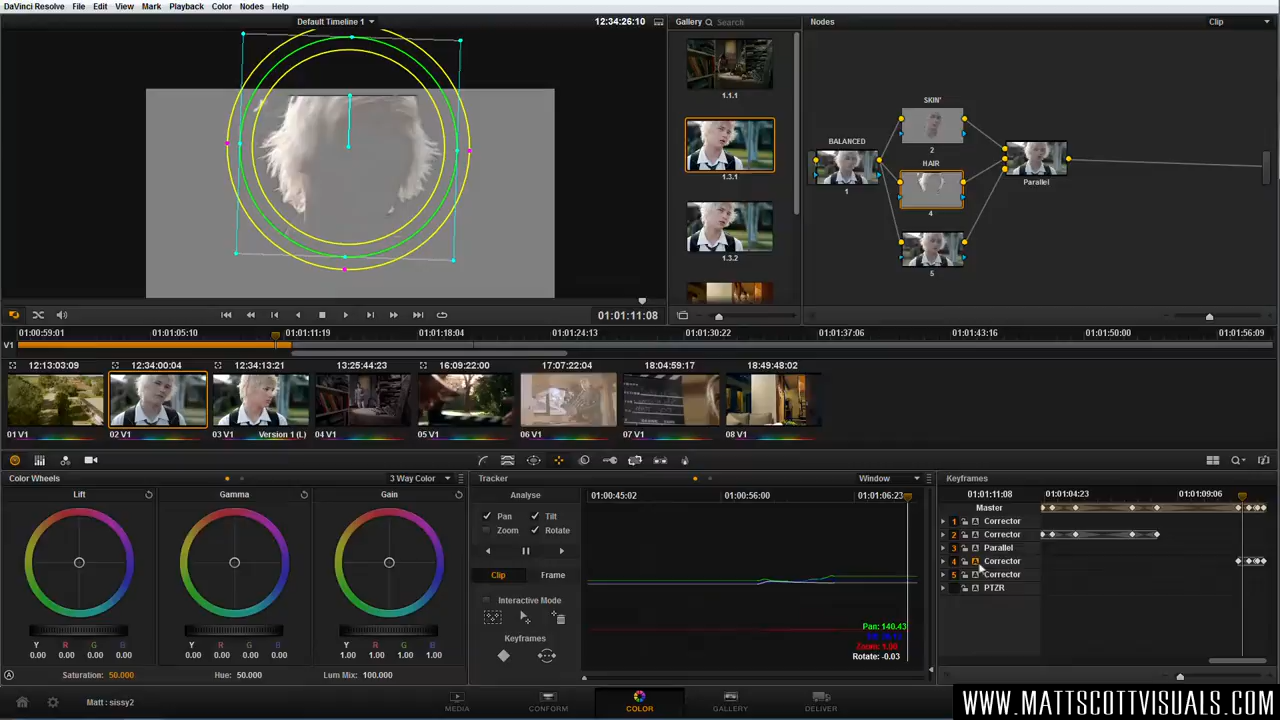 DaVinci Resolve File Edit View Mark Playback Color Nodes Help
Default Timeline 1 12:34:26:10 Gallery Search Nodes Clip
1.1.1
1.3.1
1.3.2
SKIN'
2
BALANCED
1
HAIR
4
Parallel
5
01:01:11:08
01:00:59:01 01:01:05:10 01:01:11:19 01:01:18:04 01:01:24:13 01:01:30:22 01:01:37:06 01:01:43:16 01:01:50:00 01:01:56:09
V1
12:13:03:09 12:34:00:04 12:34:13:21 13:25:44:23 16:09:22:00 17:07:22:04 18:04:59:17 18:49:48:02
01 V1 02 V1 03 V1 Version 1 (L) 04 V1 05 V1 06 V1 07 V1 08 V1
Color Wheels 3 Way Color
Lift Gamma Gain
Y R G B Y R G B Y R G B
0.00 0.00 0.00 0.00 0.00 0.00 0.00 0.00 1.00 1.00 1.00 1.00
Saturation: 50.000 Hue: 50.000 Lum Mix: 100.000
Tracker Window
Analyse
Pan Tilt
Zoom Rotate
Clip Frame
Interactive Mode
Keyframes
01:00:45:02 01:00:56:00 01:01:06:23
Pan: 140.43
Zoom: 1.00
Rotate: -0.03
Keyframes
01:01:11:08 01:01:04:23 01:01:09:06
Master
1 Corrector
2 Corrector
3 Parallel
4 Corrector
5 Corrector
PTZR
Matt : sissy2
MEDIA CONFORM COLOR GALLERY DELIVER
WWW.MATTSCOTTVISUALS.COM